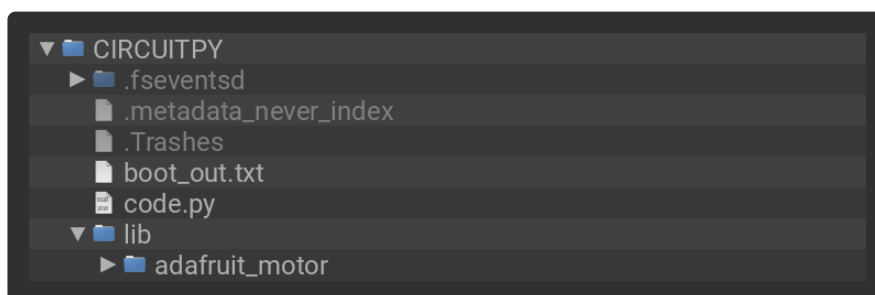 CIRCUITPY
.fseventsd
.metadata_never_index
.Trashes
boot_out.txt
code.py
lib
adafruit_motor